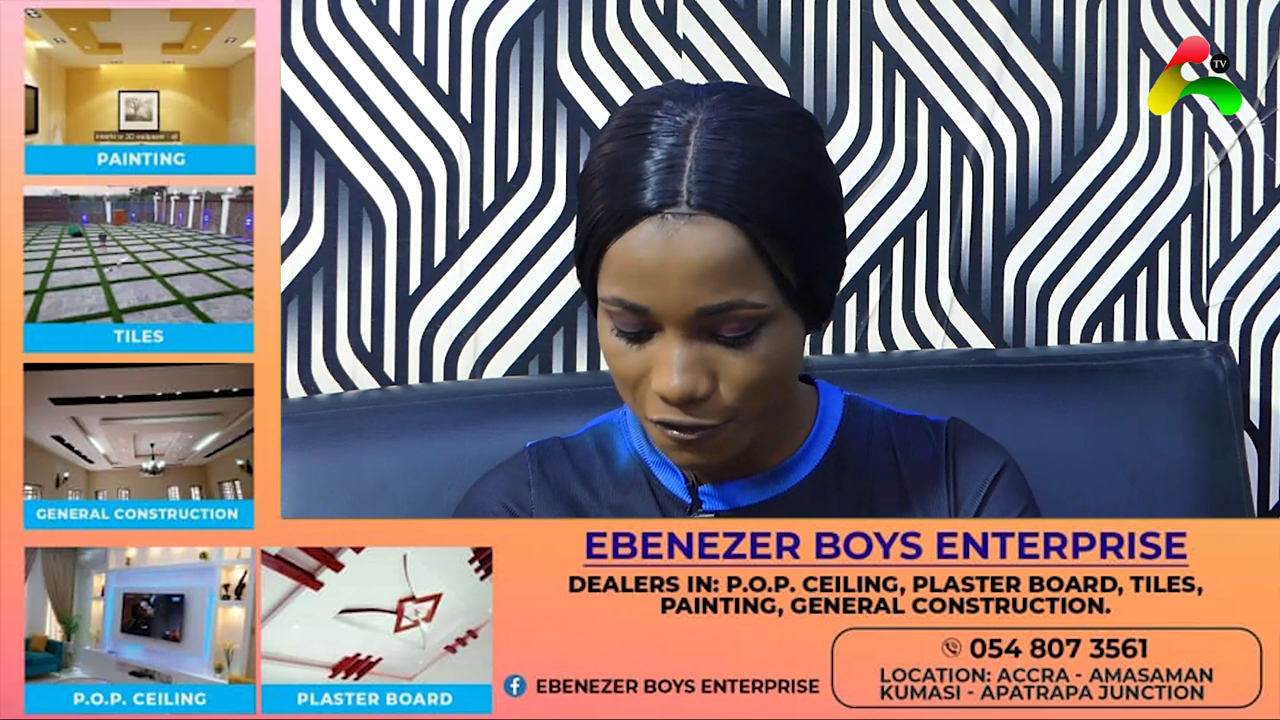 TV
PAINTING
TILES
GENERAL CONSTRUCTION
P.O.P. CEILING
PLASTER BOARD
EBENEZER BOYS ENTERPRISE
DEALERS IN: P.O.P. CEILING, PLASTER BOARD, TILES,
PAINTING, GENERAL CONSTRUCTION.
054 807 3561
LOCATION: ACCRA - AMASAMAN
KUMASI - APATRAPA JUNCTION
EBENEZER BOYS ENTERPRISE